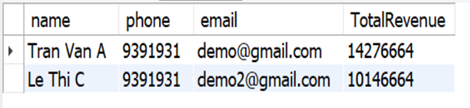 name phone email TotalRevenue
Tran Van A 9391931 demo@gmail.com 14276664
Le Thi C 9391931 demo2@gmail.com 10146664